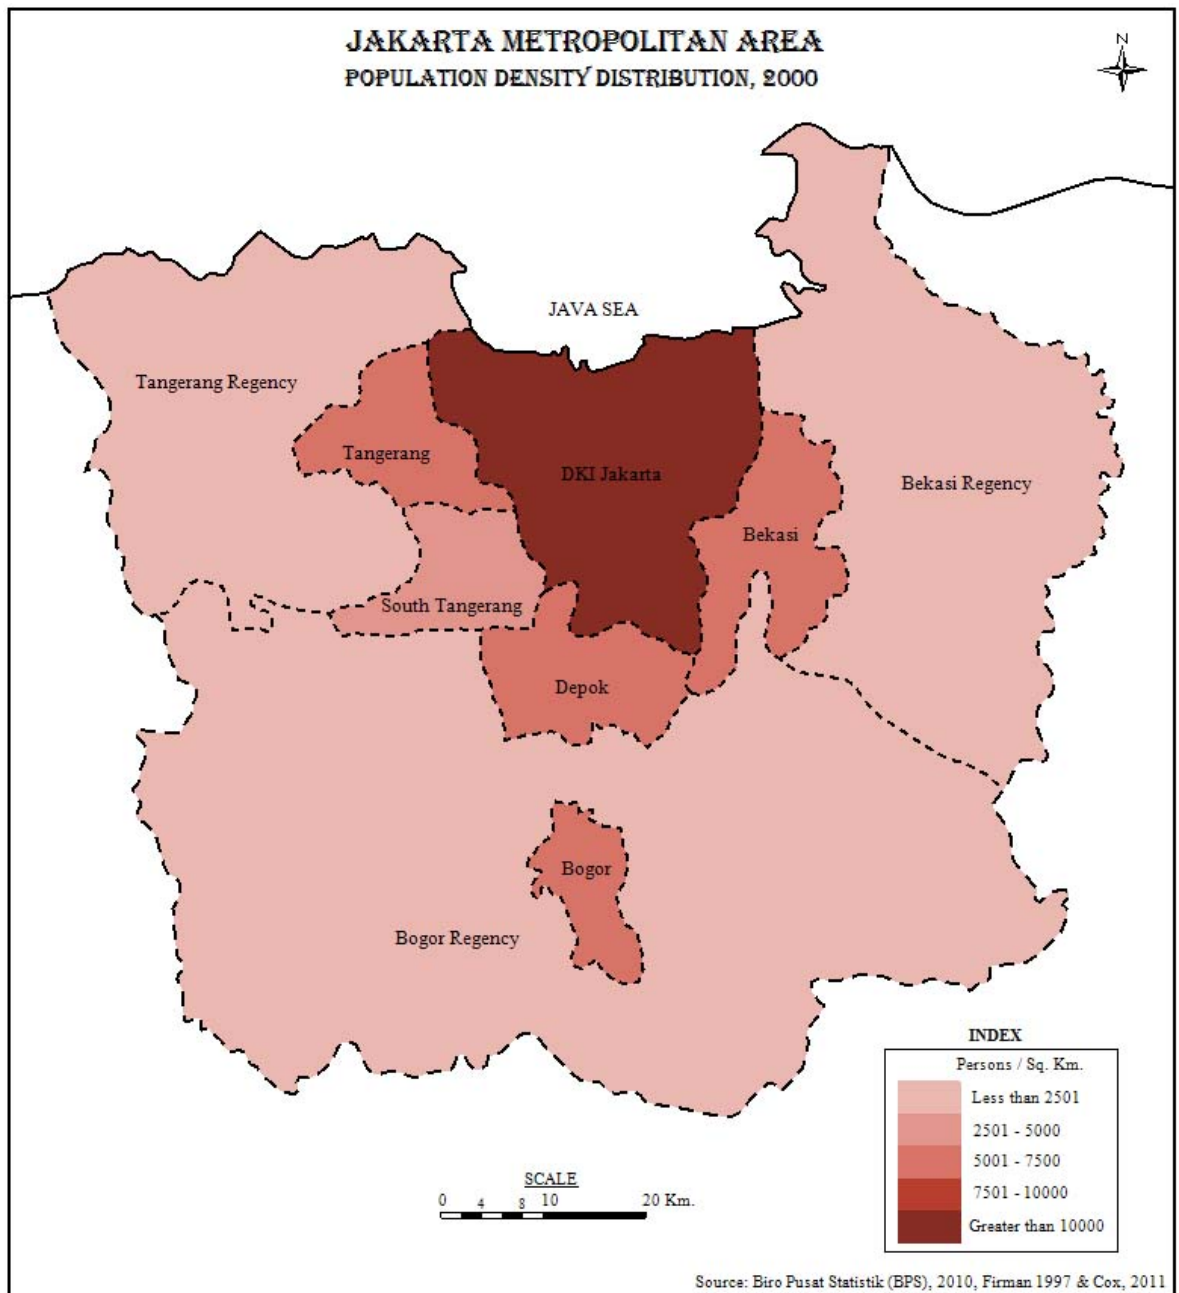 JAKARTA METROPOLITAN AREA
POPULATION DENSITY DISTRIBUTION, 2000
N
JAVA SEA
Tangerang Regency
Tangerang
DKI Jakarta
Bekasi Regency
Bekasi
South Tangerang
Depok
Bogor
Bogor Regency
INDEX
Persons / Sq. Km.
Less than 2501
2501 - 5000
5001 - 7500
7501 - 10000
Greater than 10000
SCALE
0 4 8 10 20 Km.
Source: Biro Pusat Statistik (BPS), 2010, Firman 1997 & Cox, 2011